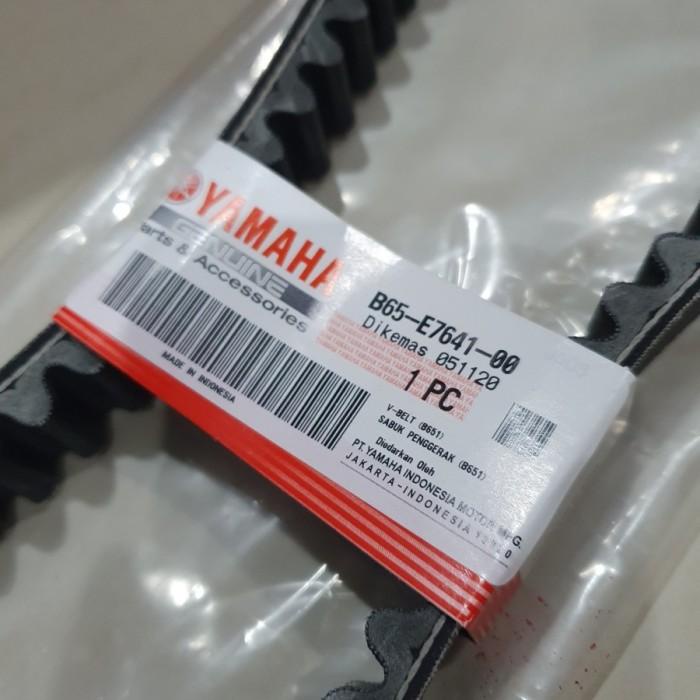 YAMAHA
GENUINE
Parts & Accessories
MADE IN INDONESIA
B65-E7641-00
Dikemas 051120
1 PC
V-BELT (B651)
SABUK PENGGERAK (B651)
Diedarkan Oleh
PT. YAMAHA INDONESIA MOTOR MFG.
JAKARTA-INDONESIA